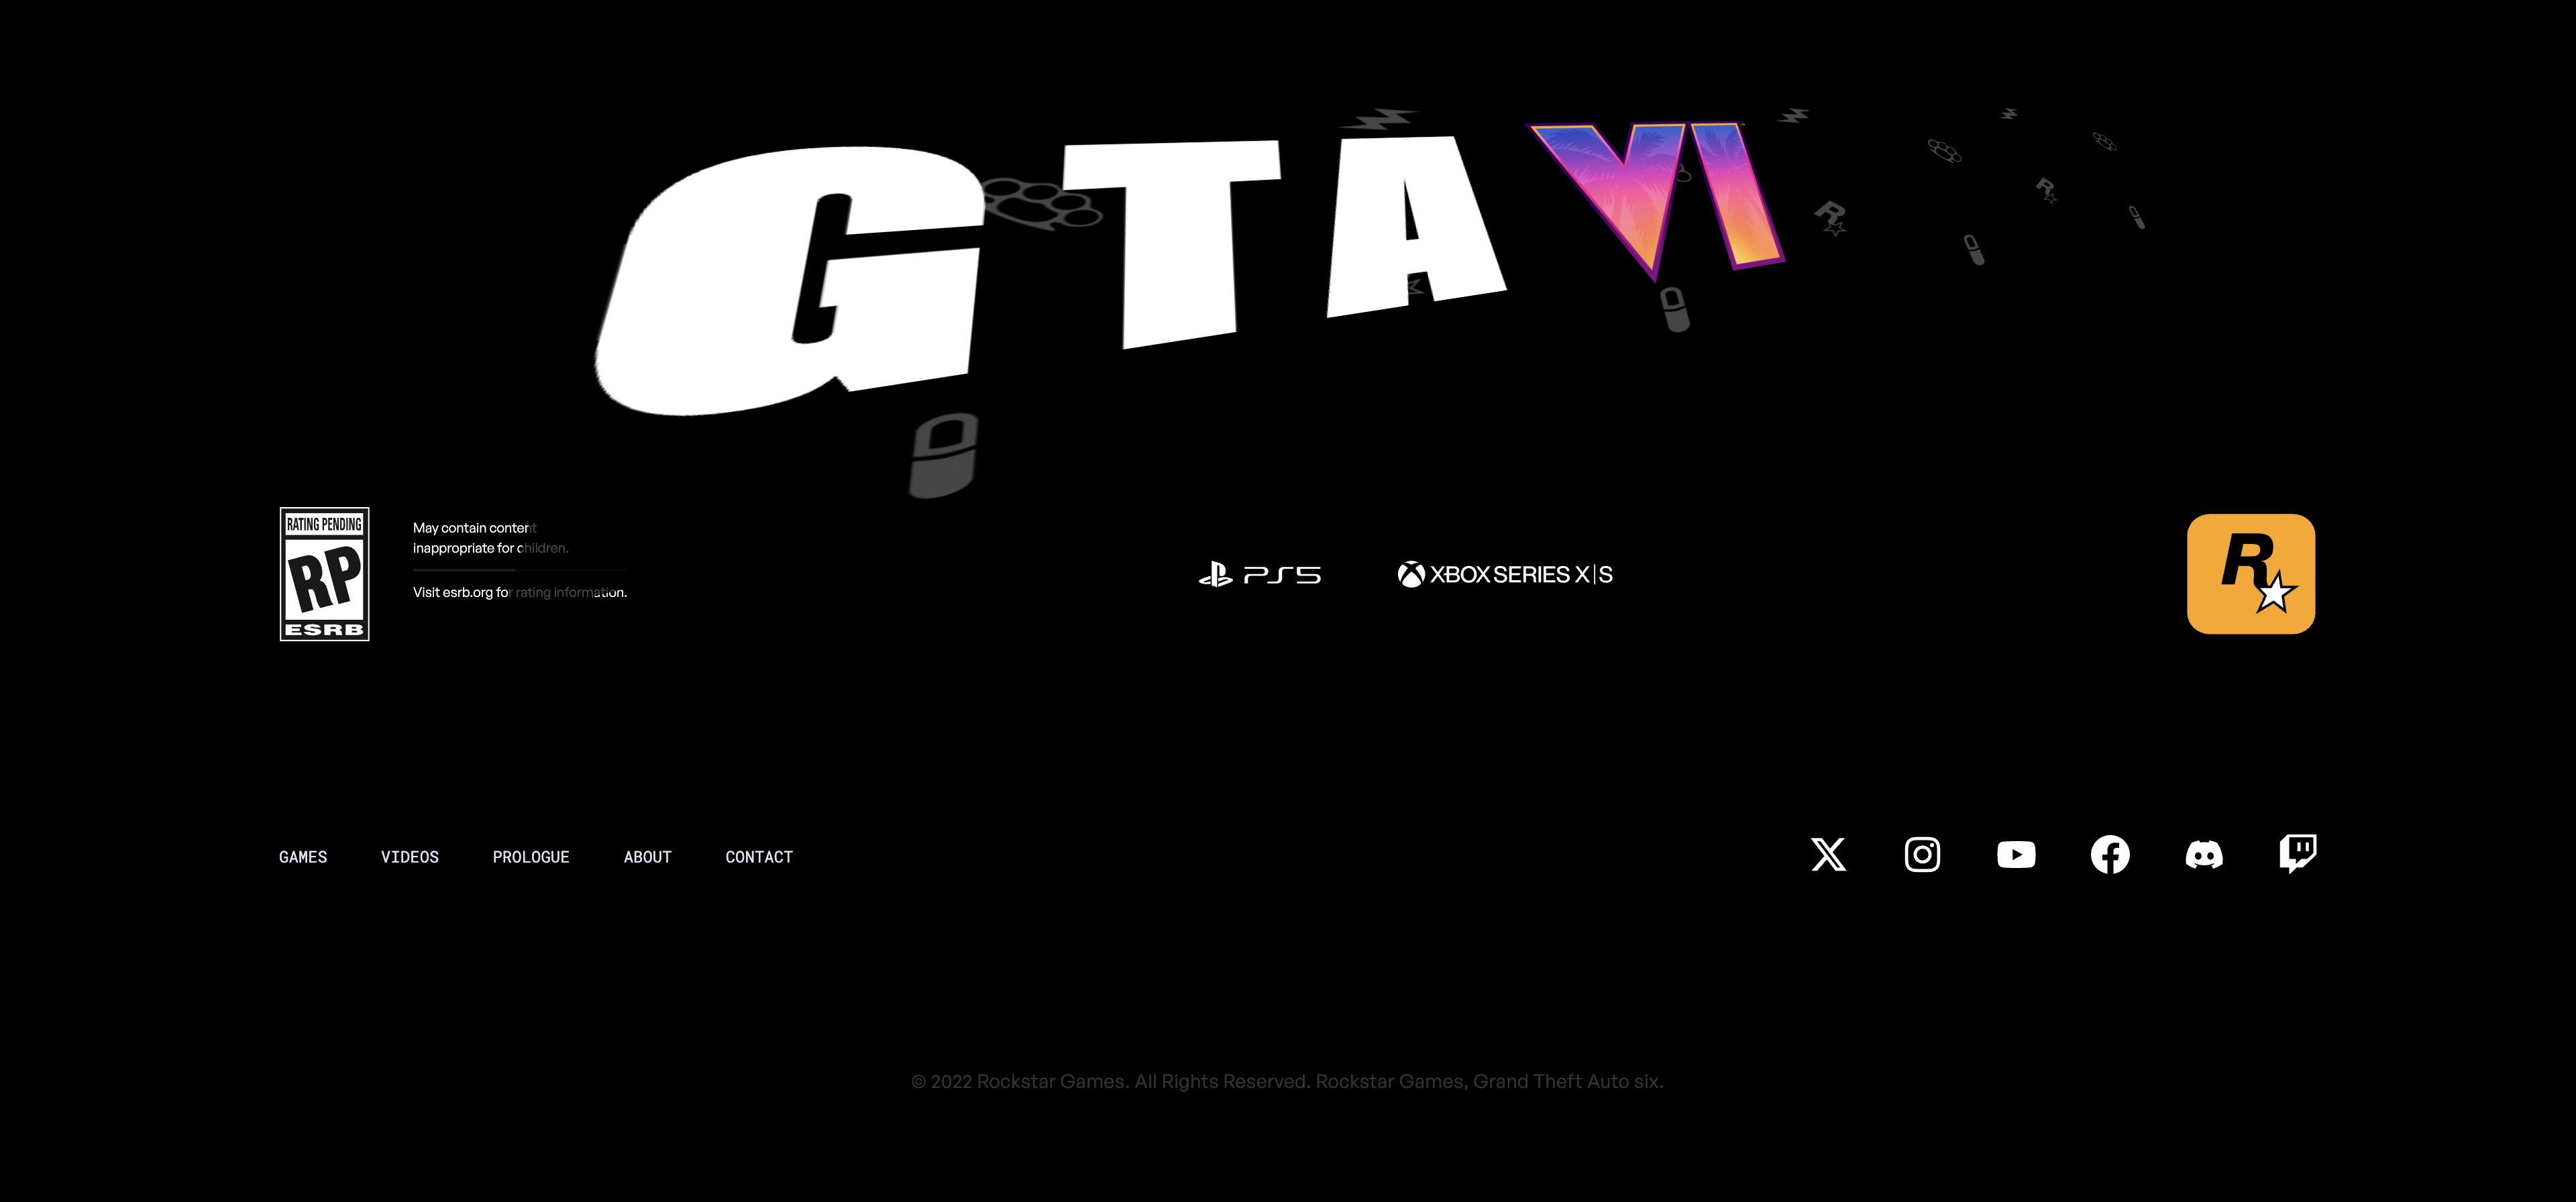 GTA VI
RATING PENDING
RP
ESRB
May contain content
inappropriate for children.
Visit esrb.org for rating information.
PS5
XBOX SERIES X|S
R
GAMES VIDEOS PROLOGUE ABOUT CONTACT
© 2022 Rockstar Games. All Rights Reserved. Rockstar Games, Grand Theft Auto six.